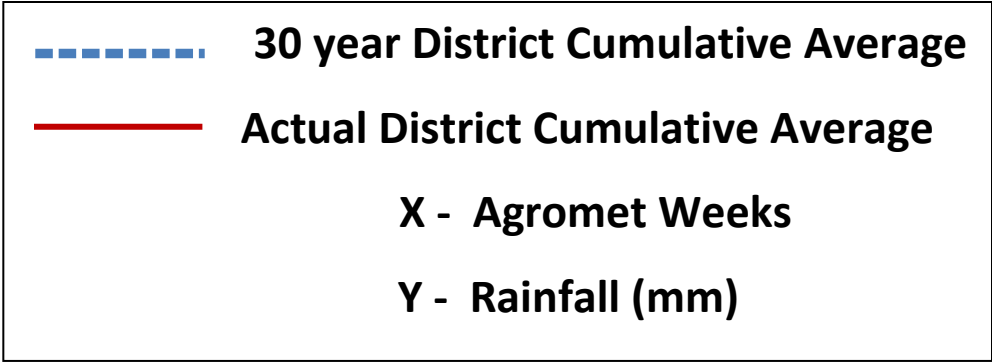 30 year District Cumulative Average
Actual District Cumulative Average
X - Agromet Weeks
Y - Rainfall (mm)